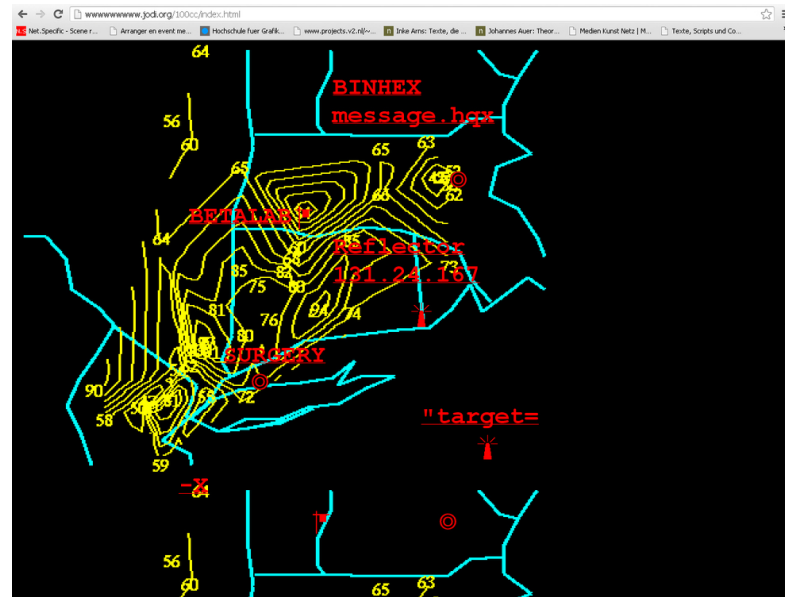 wwwwwwwww.jodi.org/100cc/index.html
Net.Specific - Scene r...
Arranger en event me...
Hochschule fuer Grafik...
www.projects.v2.nl/~...
Inke Arns: Texte, die ...
Johannes Auer: Theor...
Medien Kunst Netz | M...
Texte, Scripts und Co...
64
BINHEX
message.hqx
56
60
65
63
65
62
BETALAB
64
Reflector
73
85
131.24.167
75
81
76
74
80
SURGERY
90
72
58
"target=
59
-X
64
56
60
65
63